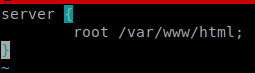 server {
        root /var/www/html;
}
~